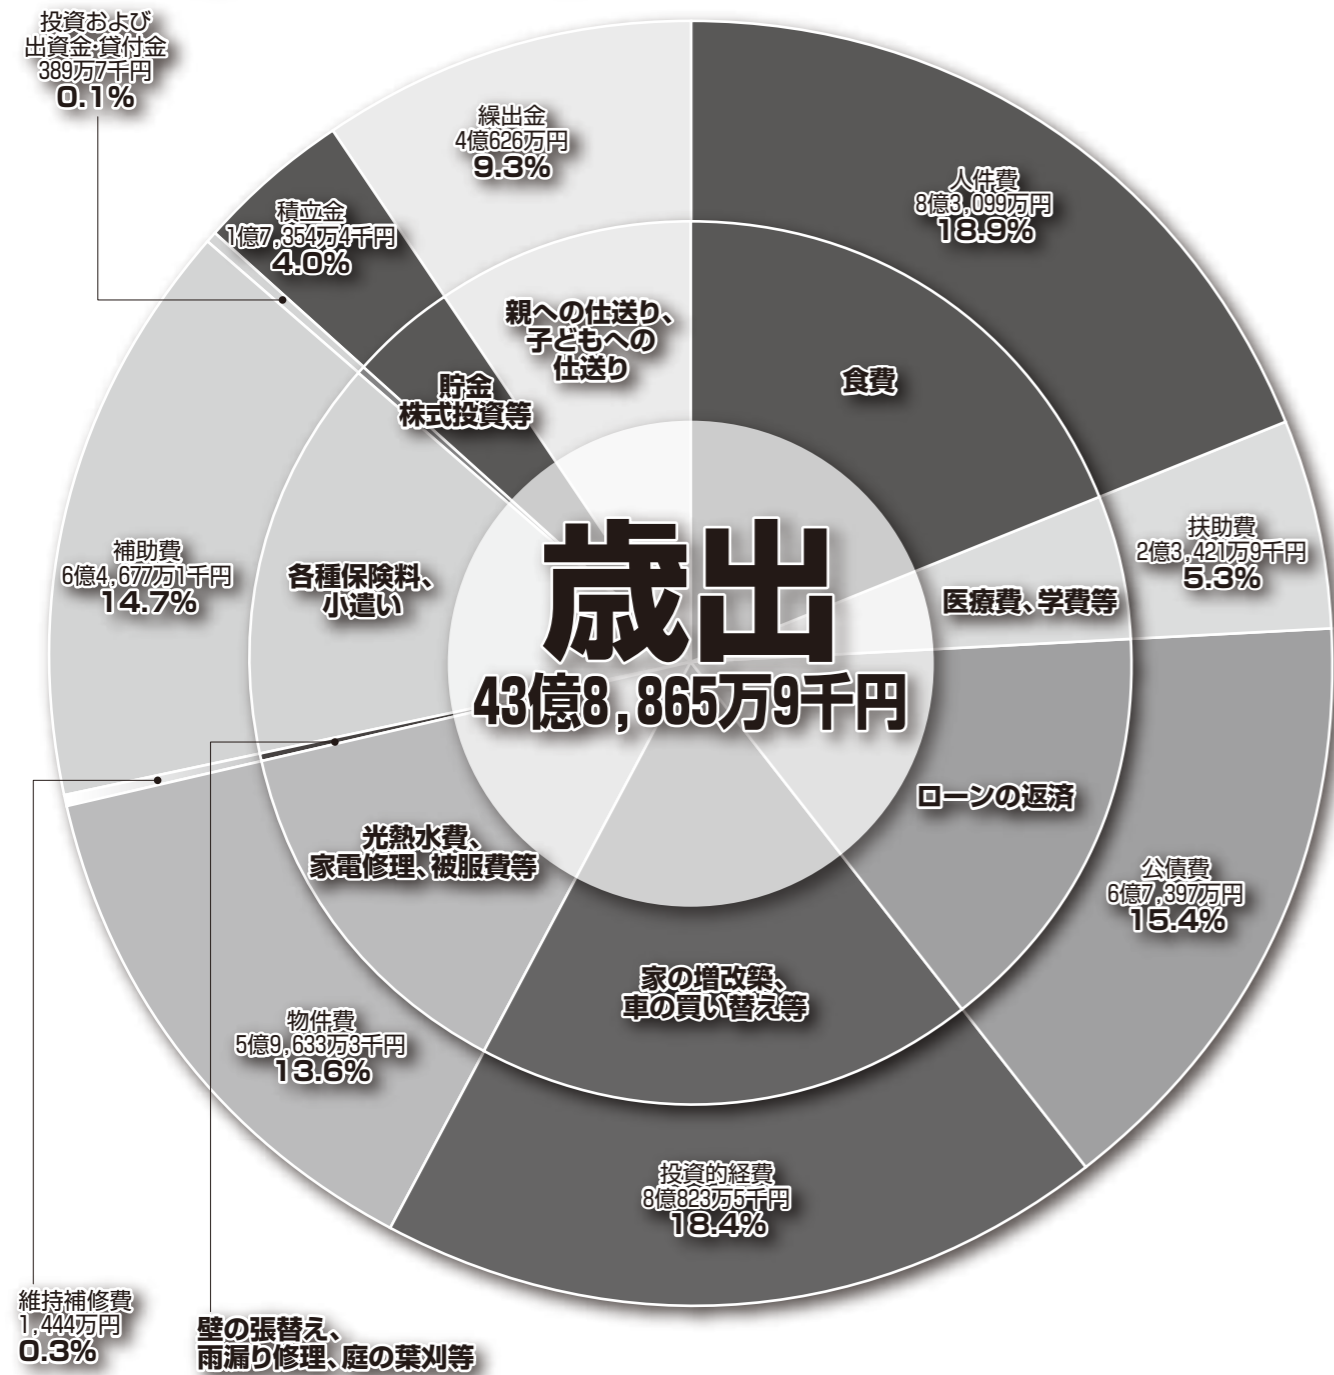 投資および
出資金・貸付金
389万7千円
0.1%
繰出金
4億626万円
9.3%
積立金
1億7,354万4千円
4.0%
人件費
8億3,099万円
18.9%
親への仕送り、
子どもへの
仕送り
貯金
株式投資等
食費
補助費
6億4,677万1千円
14.7%
各種保険料、
小遣い
歳出
43億8,865万9千円
扶助費
2億3,421万9千円
5.3%
医療費、学費等
ローンの返済
公債費
6億7,397万円
15.4%
光熱水費、
家電修理、被服費等
家の増改築、
車の買い替え等
物件費
5億9,633万3千円
13.6%
投資的経費
8億823万5千円
18.4%
維持補修費
1,444万円
0.3%
壁の張替え、
雨漏り修理、庭の葉刈等